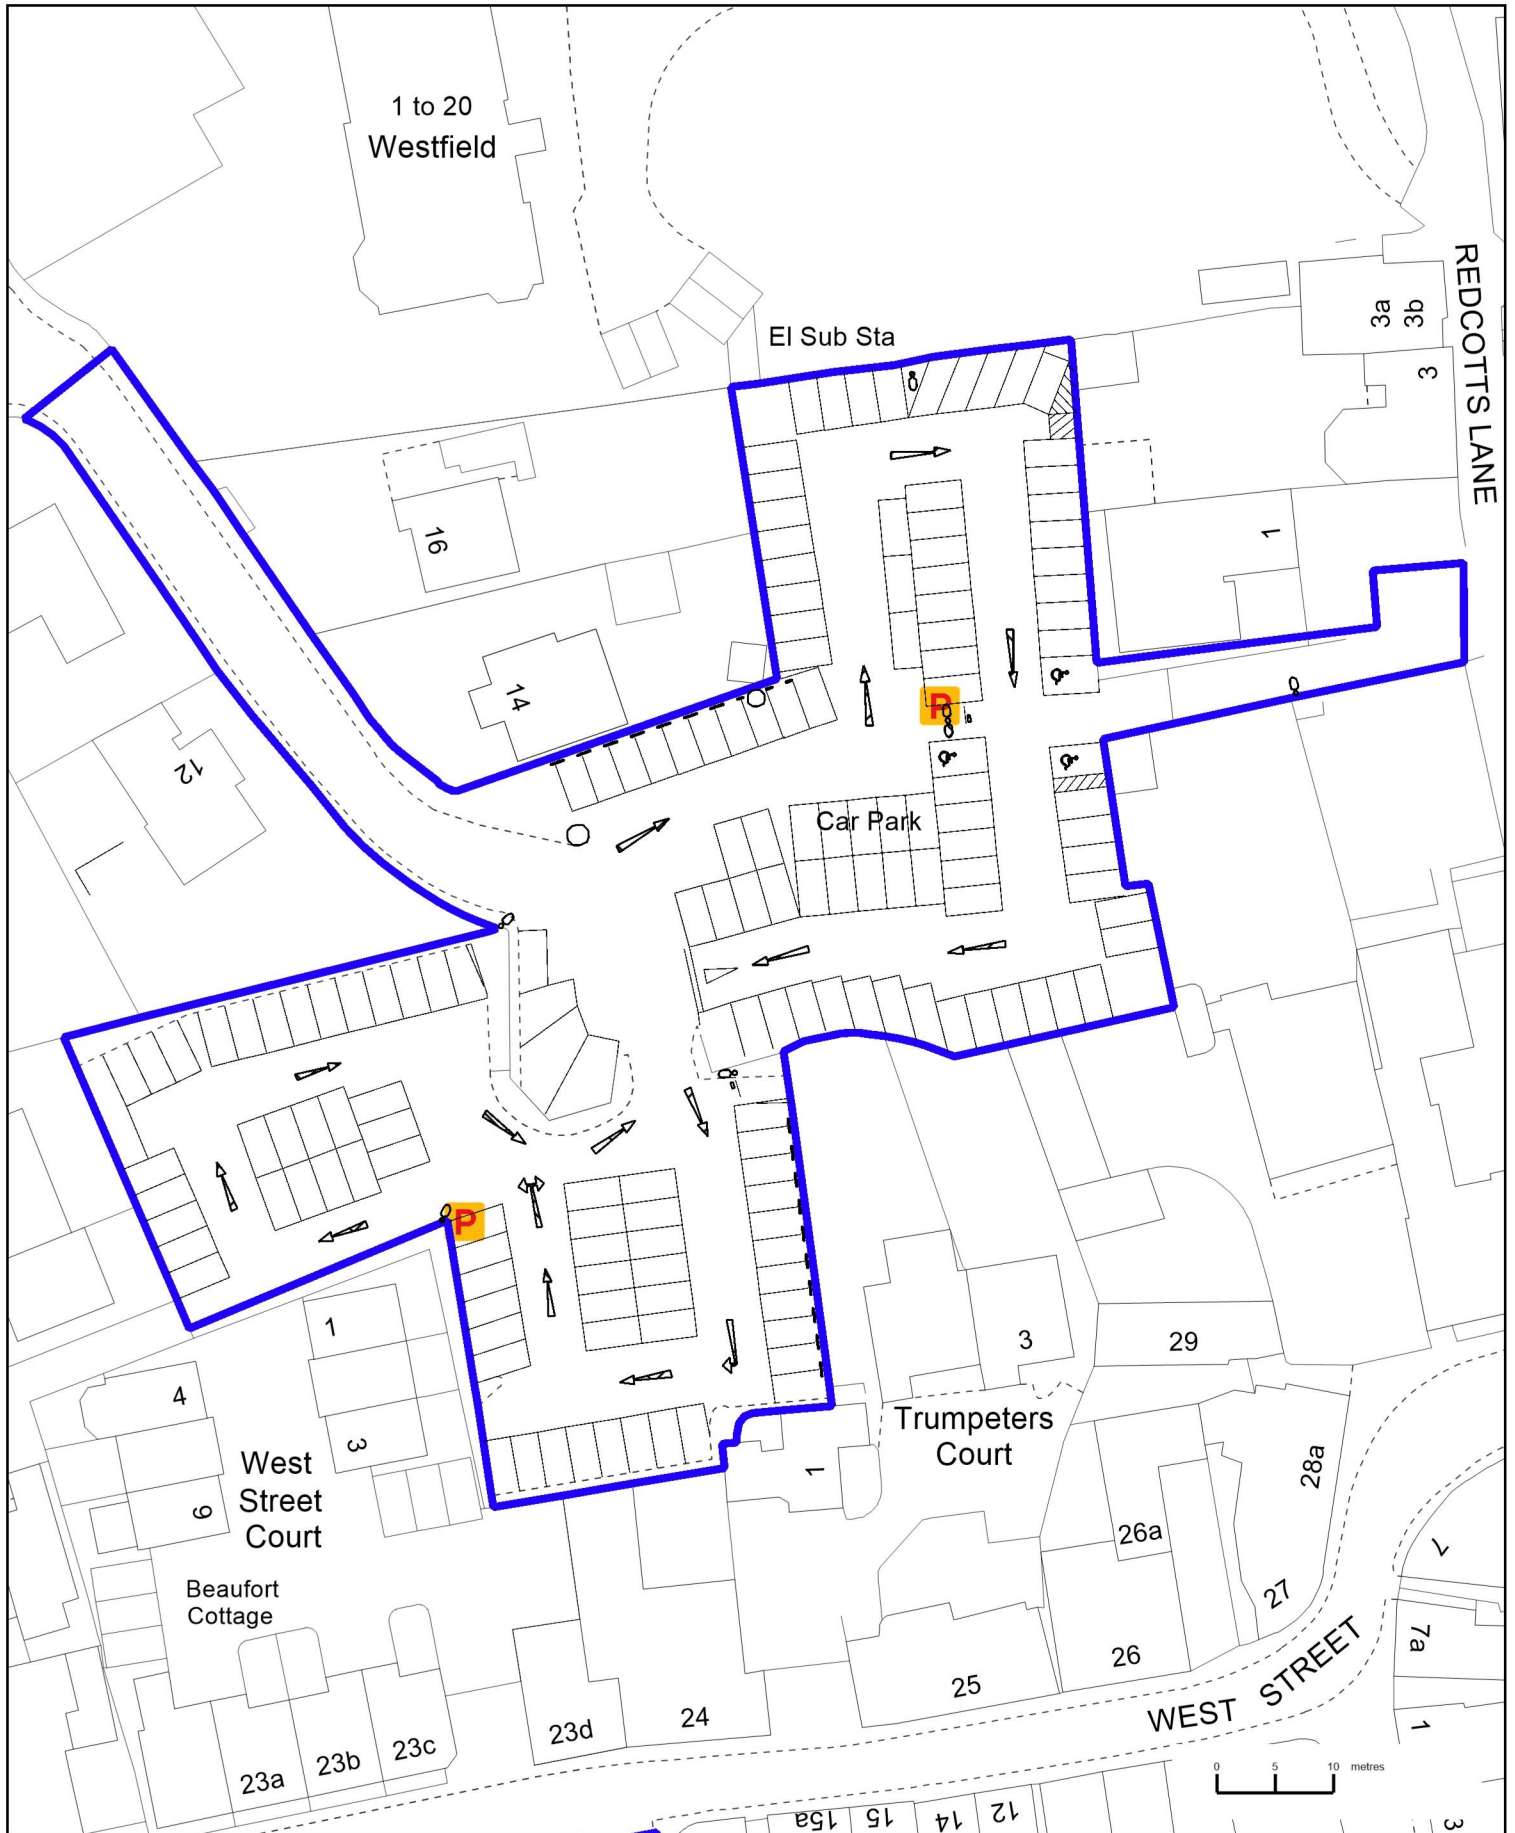 1 to 20
Westfield
El Sub Sta
REDCOTTS LANE
3a
3b
3
16
1
14
P
12
Car Park
P
1
4
3
29
3
Trumpeters
Court
West
Street
Court
9
1
28a
26a
27
7
Beaufort
Cottage
7a
26
25
WEST STREET
24
23d
23c
23b
23a
1
0 5 10 metres
15a
15
14
12
3